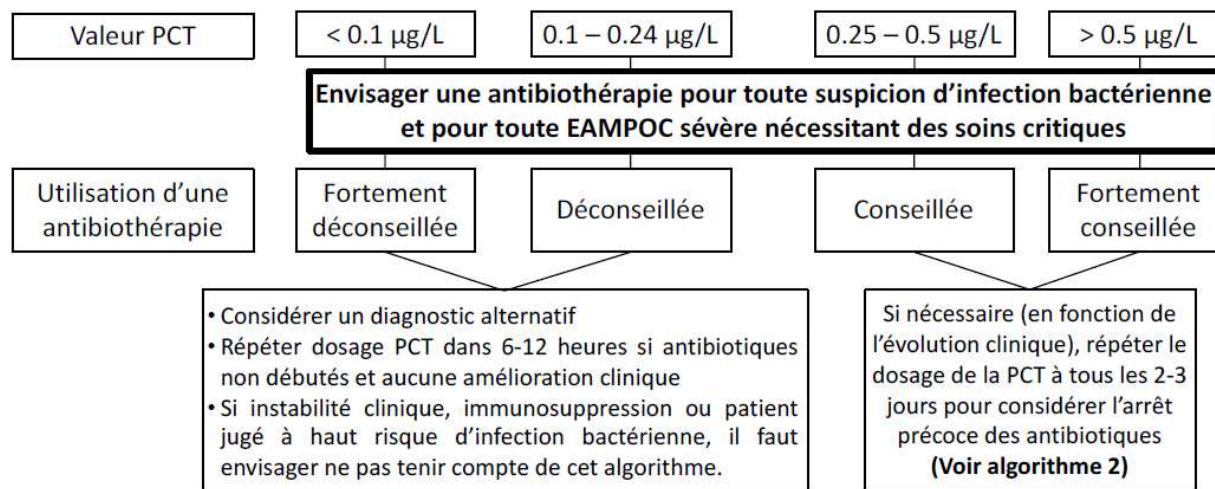 Valeur PCT
< 0.1 µg/L
0.1 – 0.24 µg/L
0.25 – 0.5 µg/L
> 0.5 µg/L
Envisager une antibiothérapie pour toute suspicion d’infection bactérienne
et pour toute EAMPOC sévère nécessitant des soins critiques
Utilisation d’une
antibiothérapie
Fortement
déconseillée
Déconseillée
Conseillée
Fortement
conseillée
• Considérer un diagnostic alternatif
• Répéter dosage PCT dans 6-12 heures si antibiotiques
non débutés et aucune amélioration clinique
• Si instabilité clinique, immunosuppression ou patient
jugé à haut risque d’infection bactérienne, il faut
envisager ne pas tenir compte de cet algorithme.
Si nécessaire (en fonction de
l’évolution clinique), répéter le
dosage de la PCT à tous les 2-3
jours pour considérer l’arrêt
précoce des antibiotiques
(Voir algorithme 2)